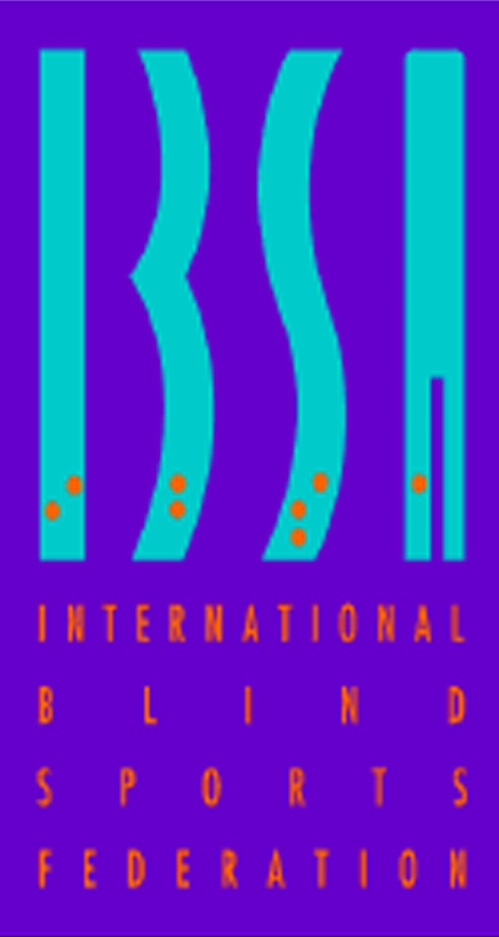 IBSA
INTERNATIONAL
BLIND
SPORTS
FEDERATION